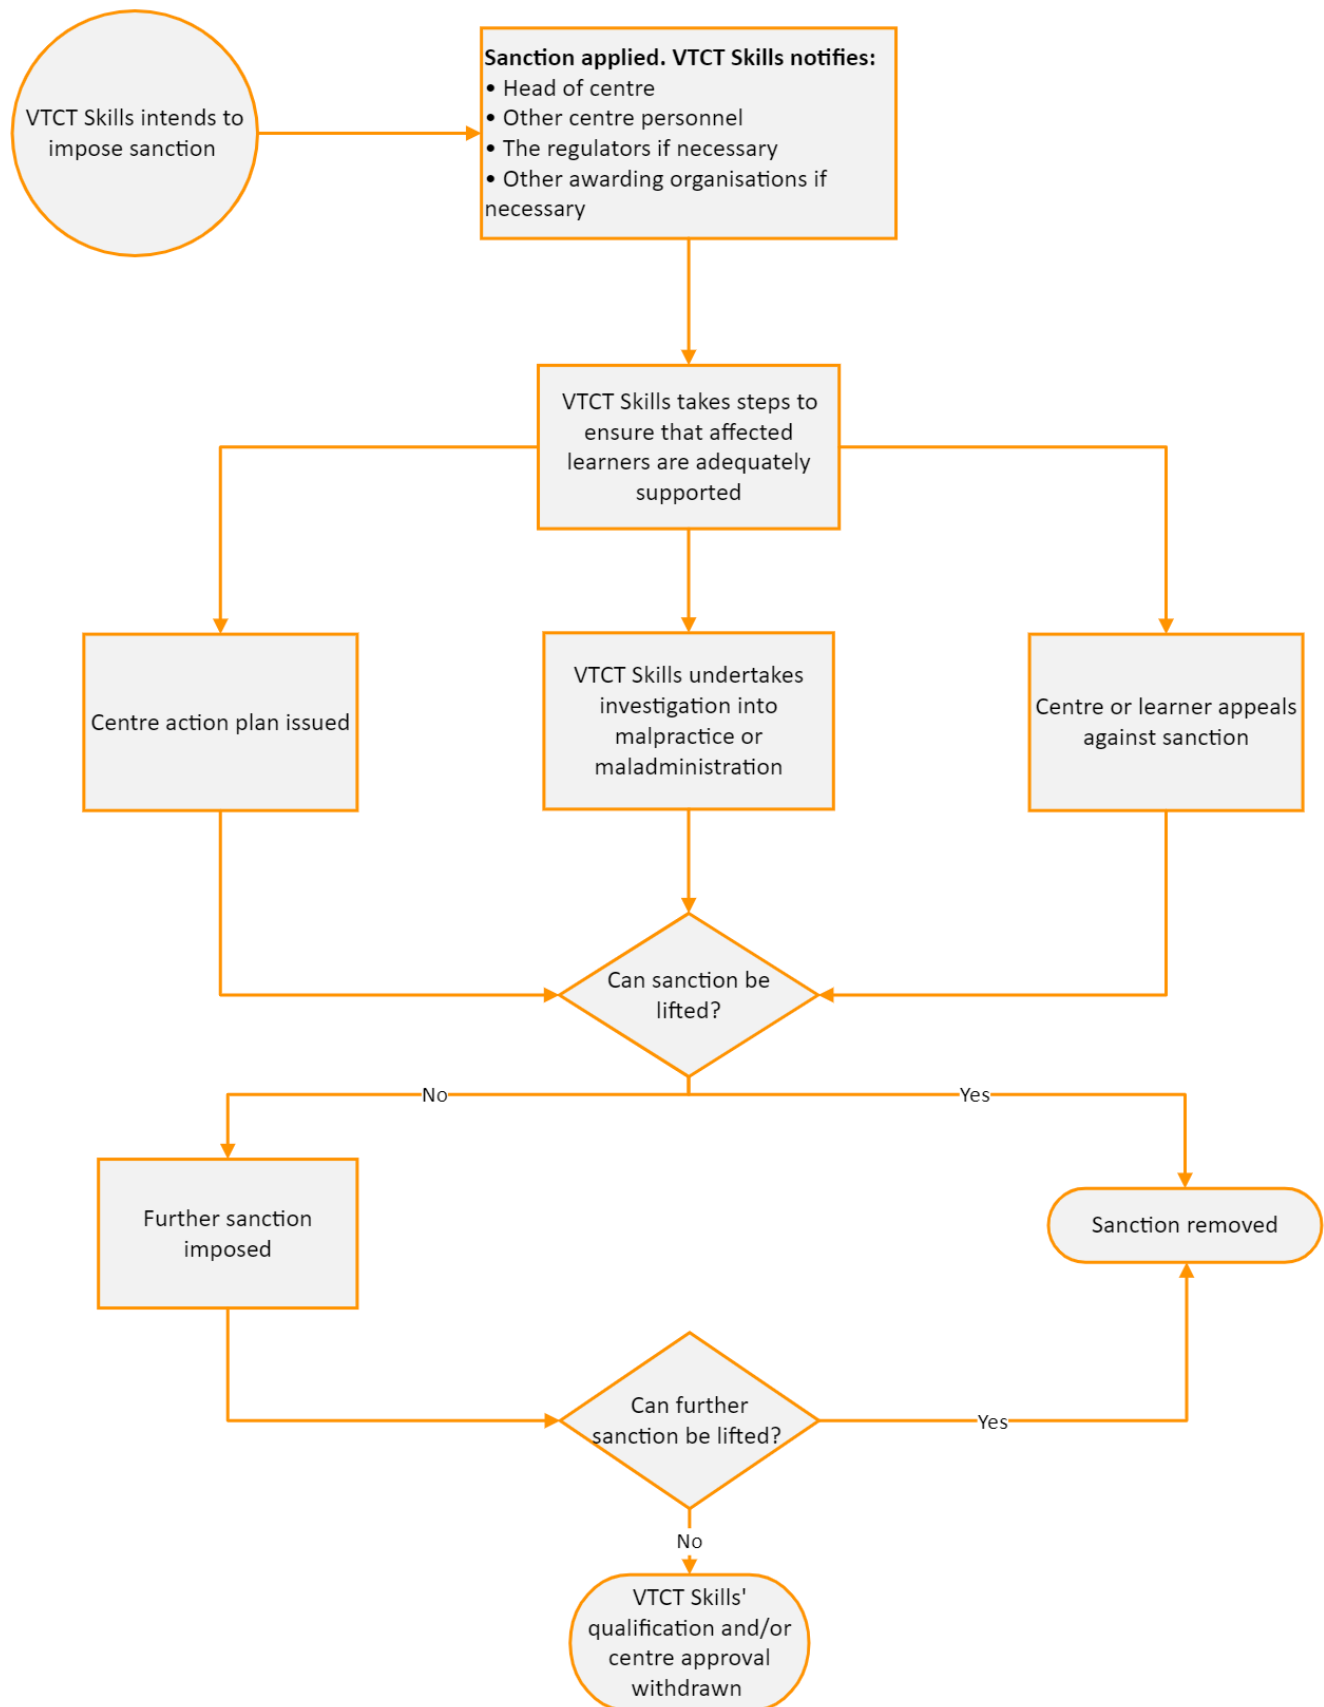 VTCT Skills intends to
impose sanction
Sanction applied. VTCT Skills notifies:
• Head of centre
• Other centre personnel
• The regulators if necessary
• Other awarding organisations if
necessary
VTCT Skills takes steps to
ensure that affected
learners are adequately
supported
Centre action plan issued
VTCT Skills undertakes
investigation into
malpractice or
maladministration
Centre or learner appeals
against sanction
Can sanction be
lifted?
No
Yes
Further sanction
imposed
Sanction removed
Can further
sanction be lifted?
Yes
No
VTCT Skills'
qualification and/or
centre approval
withdrawn